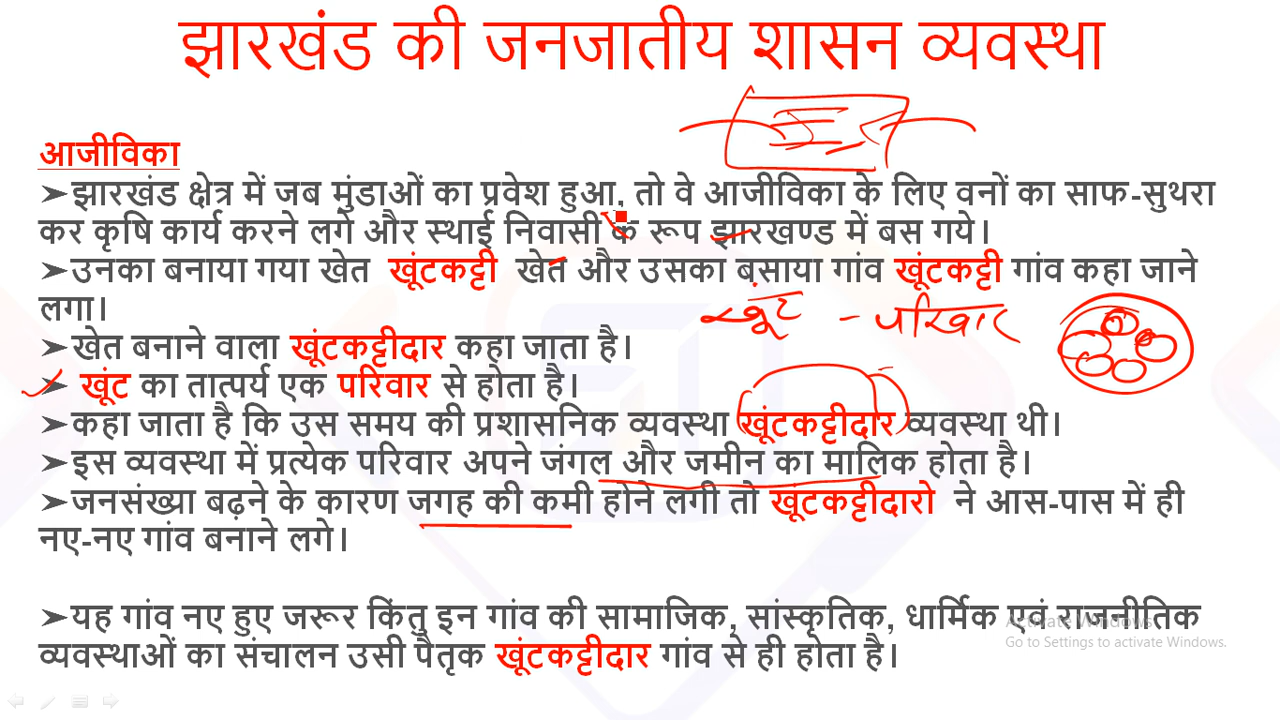 झारखंड की जनजातीय शासन व्यवस्था
आजीविका
➤झारखंड क्षेत्र में जब मुंडाओं का प्रवेश हुआ, तो वे आजीविका के लिए वनों का साफ-सुथरा
कर कृषि कार्य करने लगे और स्थाई निवासी के रूप झारखण्ड में बस गये।
➤उनका बनाया गया खेत खूंटकट्टी खेत और उसका बसाया गांव खूंटकट्टी गांव कहा जाने
लगा।
खूंट - परिवार
➤खेत बनाने वाला खूंटकट्टीदार कहा जाता है।
➤ खूंट का तात्पर्य एक परिवार से होता है।
➤कहा जाता है कि उस समय की प्रशासनिक व्यवस्था खूंटकट्टीदार व्यवस्था थी।
➤इस व्यवस्था में प्रत्येक परिवार अपने जंगल और जमीन का मालिक होता है।
➤जनसंख्या बढ़ने के कारण जगह की कमी होने लगी तो खूंटकट्टीदारो ने आस-पास में ही
नए-नए गांव बनाने लगे।
➤यह गांव नए हुए जरूर किंतु इन गांव की सामाजिक, सांस्कृतिक, धार्मिक एवं राजनीतिक
व्यवस्थाओं का संचालन उसी पैतृक खूंटकट्टीदार गांव से ही होता है।
Activate Windows
Go to Settings to activate Windows.